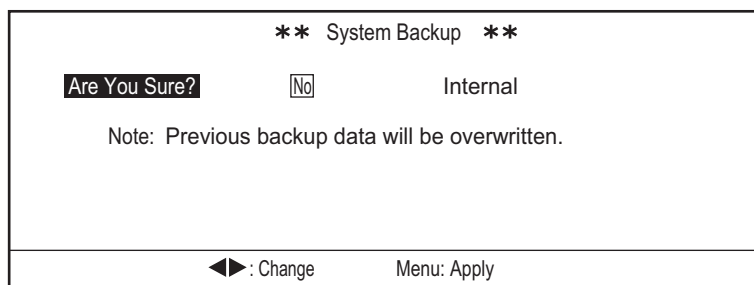 ** System Backup **
Are You Sure? No Internal
Note: Previous backup data will be overwritten.
◀▶: Change Menu: Apply